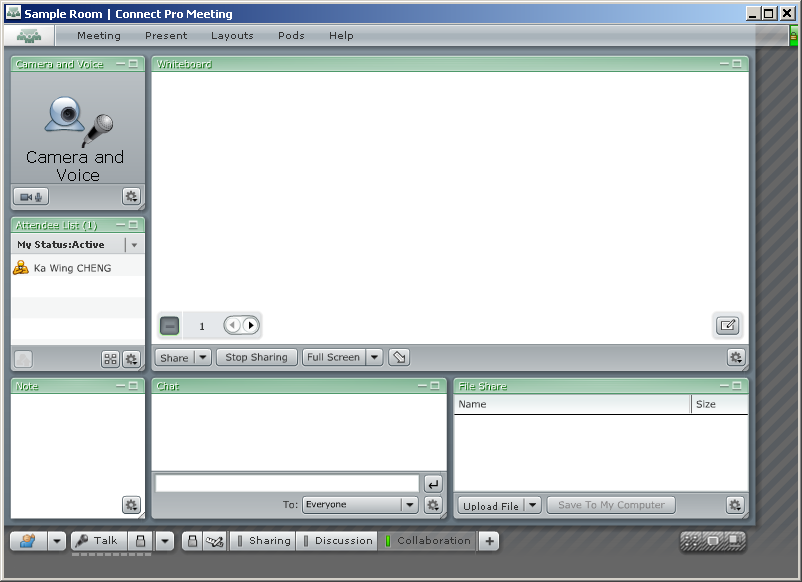 Sample Room | Connect Pro Meeting
Meeting Present Layouts Pods Help
Camera and Voice
Camera and
Voice
Attendee List (1)
My Status:Active
Ka Wing CHENG
Whiteboard
1
Share Stop Sharing Full Screen
Note
Chat
To: Everyone
File Share
Name Size
Upload File Save To My Computer
Talk Sharing Discussion Collaboration +